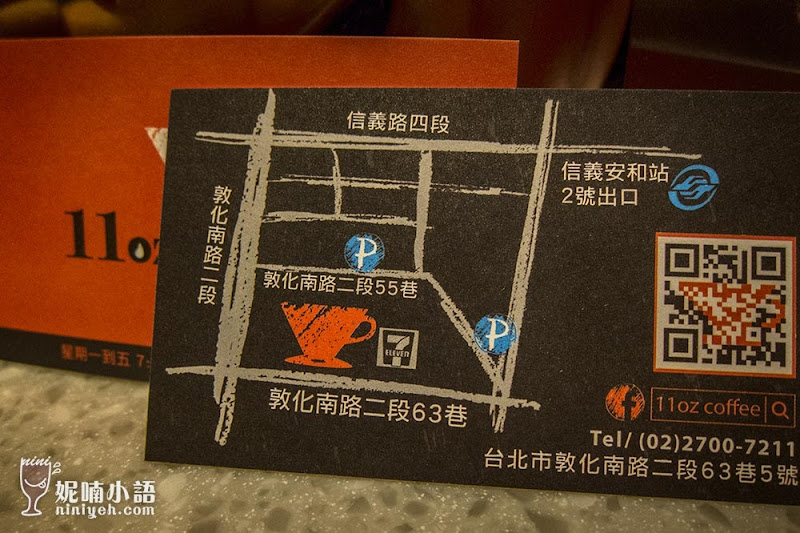 11oz
星期一到五 7
信義路四段
信義安和站
2號出口
敦化南路二段
P
敦化南路二段55巷
P
7
ELEVEN
敦化南路二段63巷
f 11oz coffee
Tel/ (02)2700-7211
台北市敦化南路二段63巷5號
nini
妮喃小語
niniyeh.com